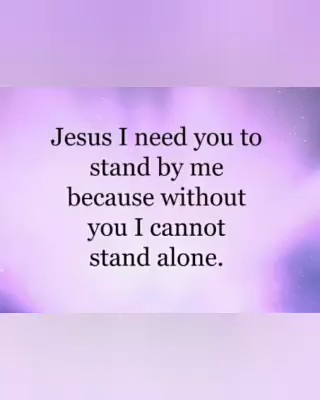 Jesus I need you to
stand by me
because without
you I cannot
stand alone.